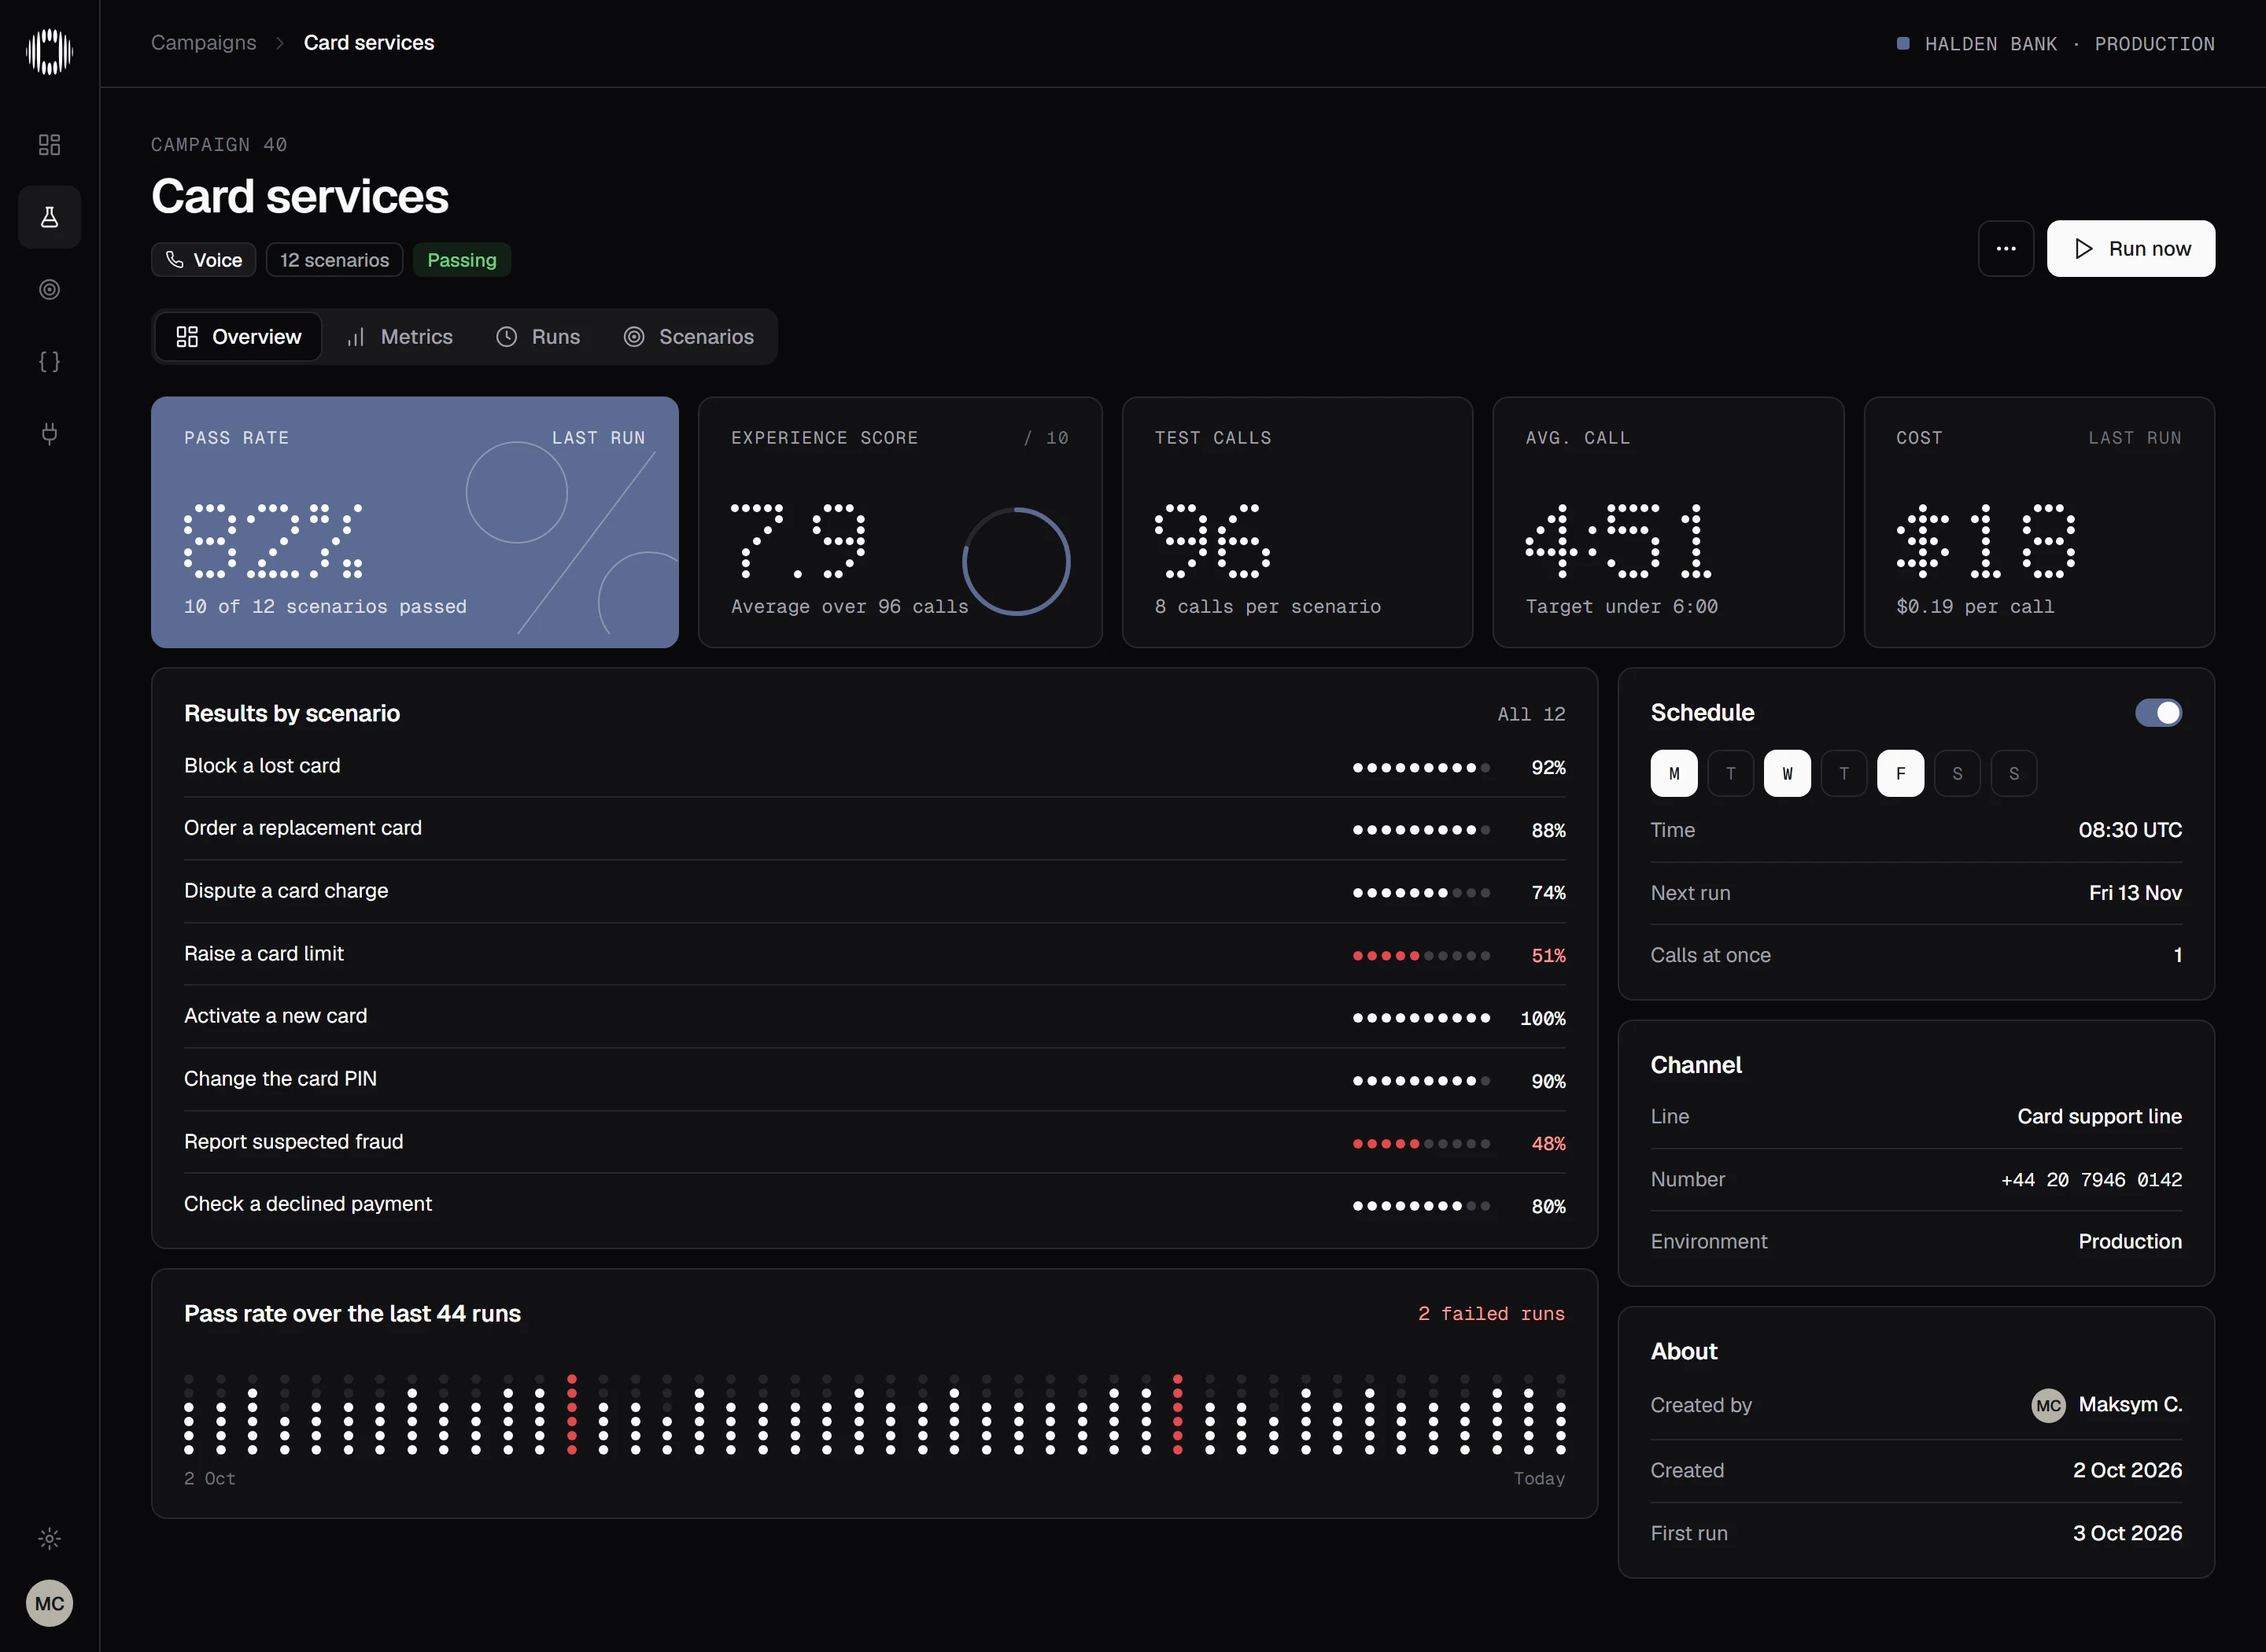 Campaigns > Card services
HALDEN BANK · PRODUCTION
CAMPAIGN 40
Card services
Voice
12 scenarios
Passing
Run now
Overview
Metrics
Runs
Scenarios
PASS RATE
LAST RUN
82%
10 of 12 scenarios passed
EXPERIENCE SCORE
/ 10
7.9
Average over 96 calls
TEST CALLS
96
8 calls per scenario
AVG. CALL
4:51
Target under 6:00
COST
LAST RUN
$18
$0.19 per call
Results by scenario
All 12
Block a lost card 92%
Order a replacement card 88%
Dispute a card charge 74%
Raise a card limit 51%
Activate a new card 100%
Change the card PIN 90%
Report suspected fraud 48%
Check a declined payment 80%
Pass rate over the last 44 runs
2 failed runs
2 Oct
Today
Schedule
M T W T F S S
Time 08:30 UTC
Next run Fri 13 Nov
Calls at once 1
Channel
Line Card support line
Number +44 20 7946 0142
Environment Production
About
Created by MC Maksym C.
Created 2 Oct 2026
First run 3 Oct 2026
MC